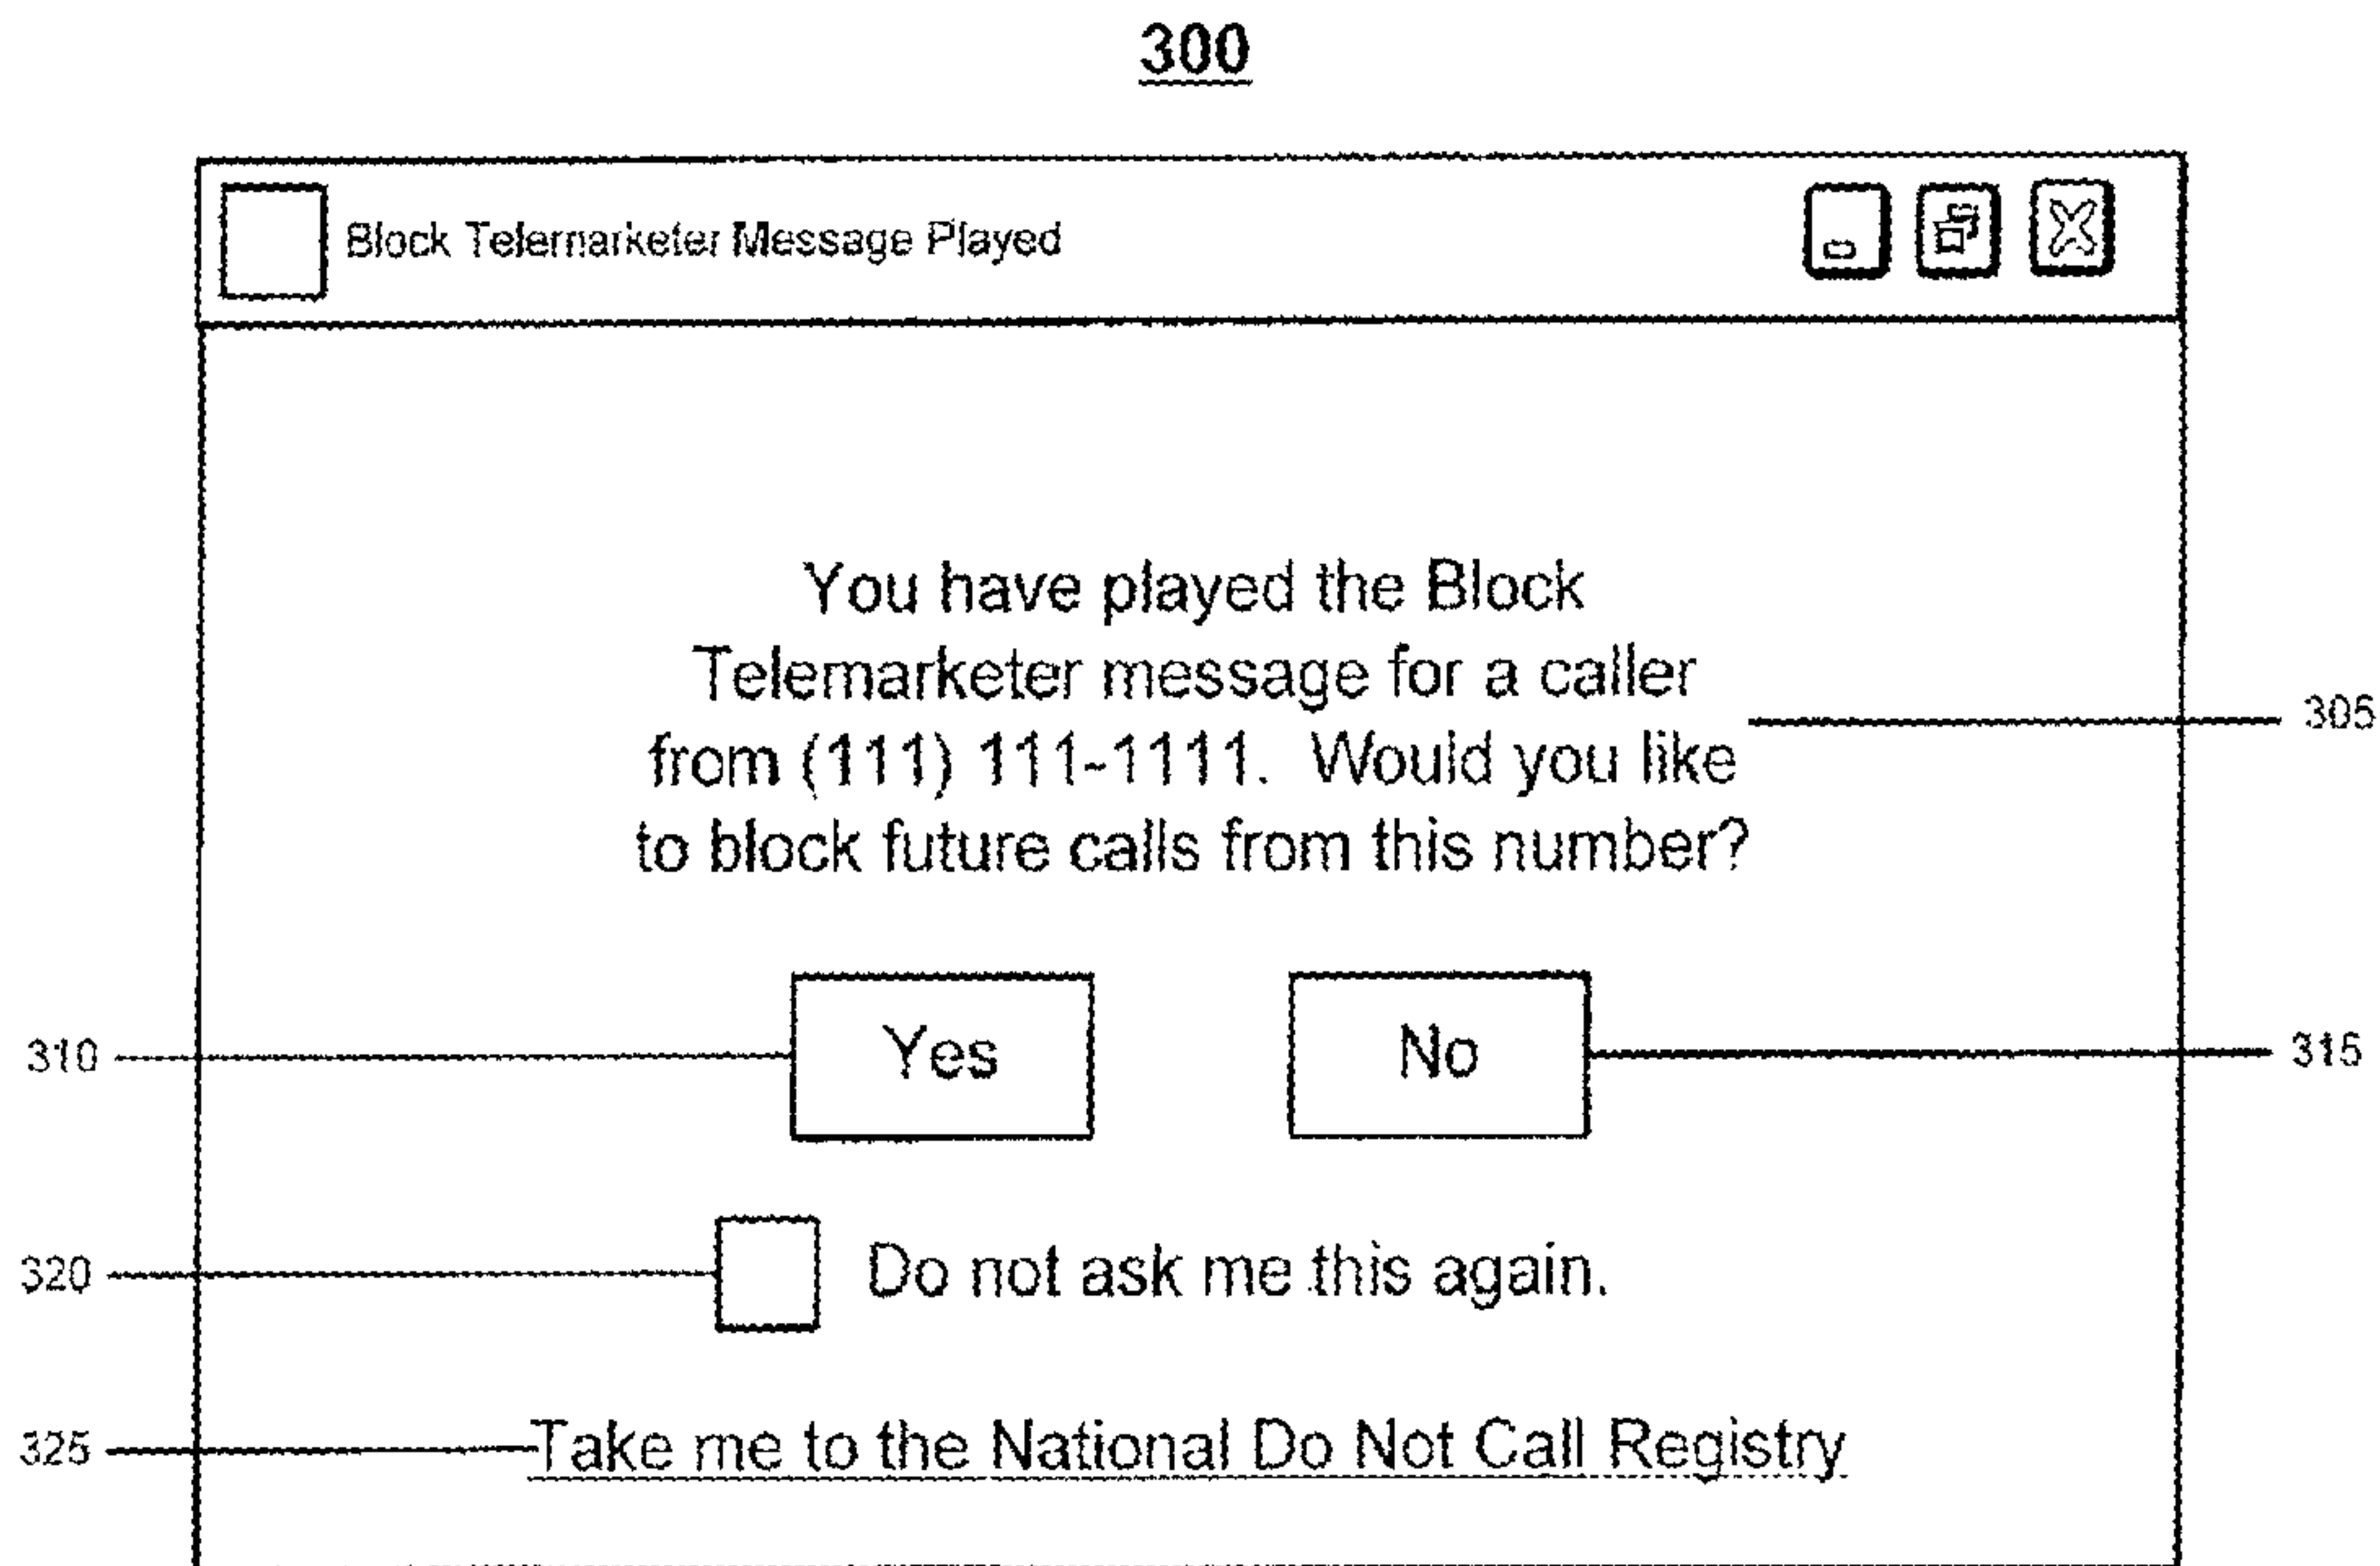 300
Block Telemarketer Message Played
You have played the Block
Telemarketer message for a caller
from (111) 111-1111. Would you like
to block future calls from this number?
305
310
Yes
No
315
320
Do not ask me this again.
325
Take me to the National Do Not Call Registry